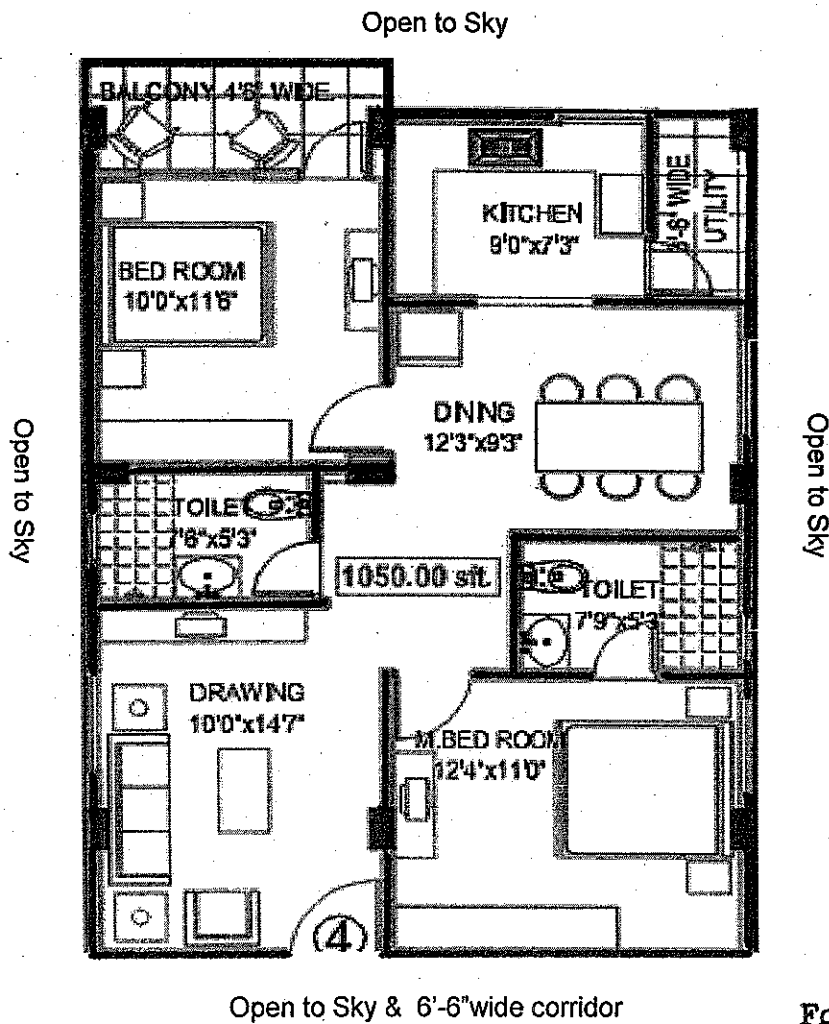 Open to Sky
BALCONY 4'6" WIDE
KITCHEN
9'0"x7'3"
WIDE
UTILITY
BED ROOM
10'0"x11'6"
DINING
12'3"x9'3"
Open to Sky
Open to Sky
TOILET
7'6"x5'3"
1050.00 sft.
TOILET
7'9"x5'3"
DRAWING
10'0"x14'7"
M.BED ROOM
12'4"x11'0"
4
Open to Sky & 6'-6"wide corridor